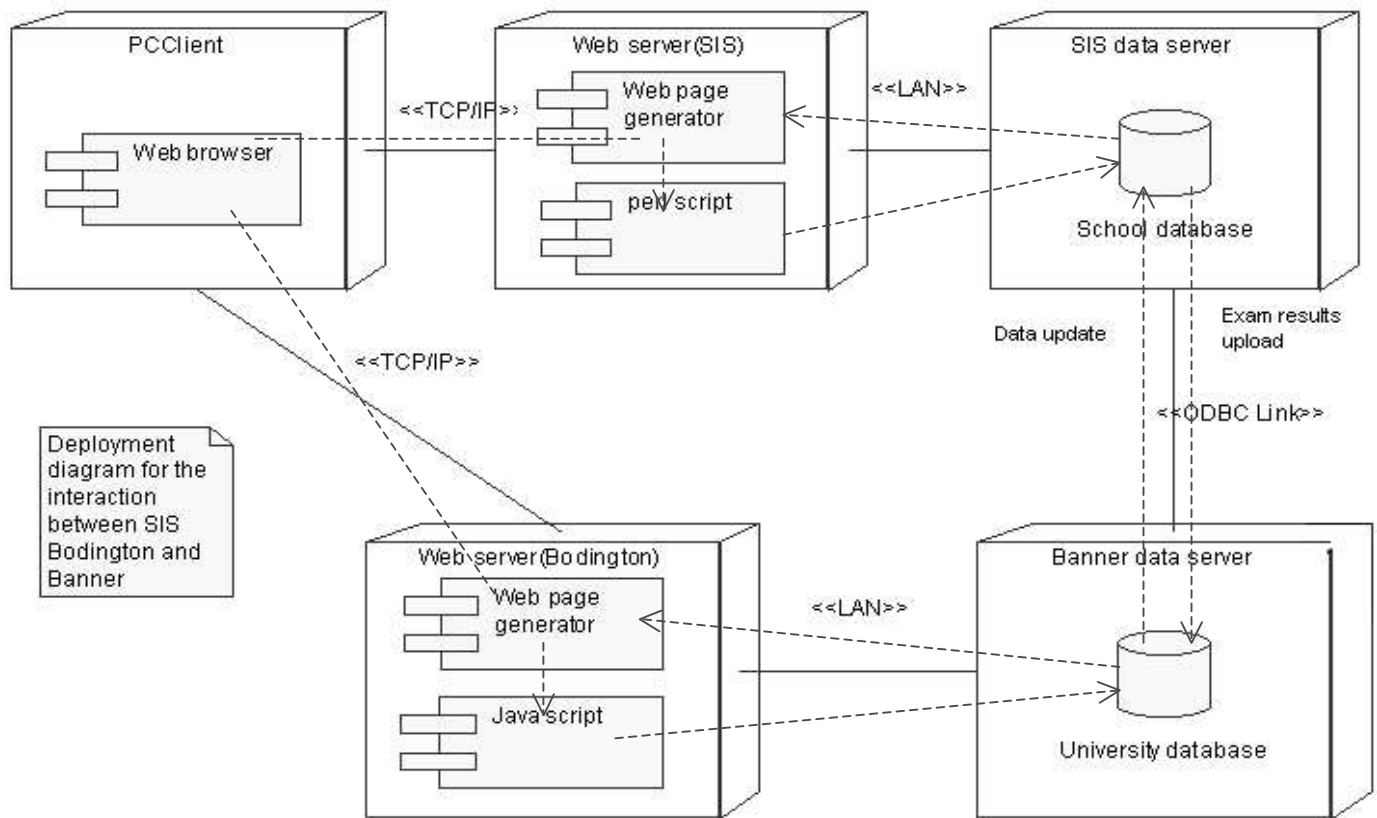 PCClient
Web server(SIS)
SIS data server
<<TCP/IP>>
Web page
generator
<<LAN>>
Web browser
perl script
School database
Data update
Exam results
upload
<<TCP/IP>>
<<ODBC Link>>
Deployment
diagram for the
interaction
between SIS
Bodington and
Banner
Web server(Bodington)
Banner data server
Web page
generator
<<LAN>>
Java script
University database